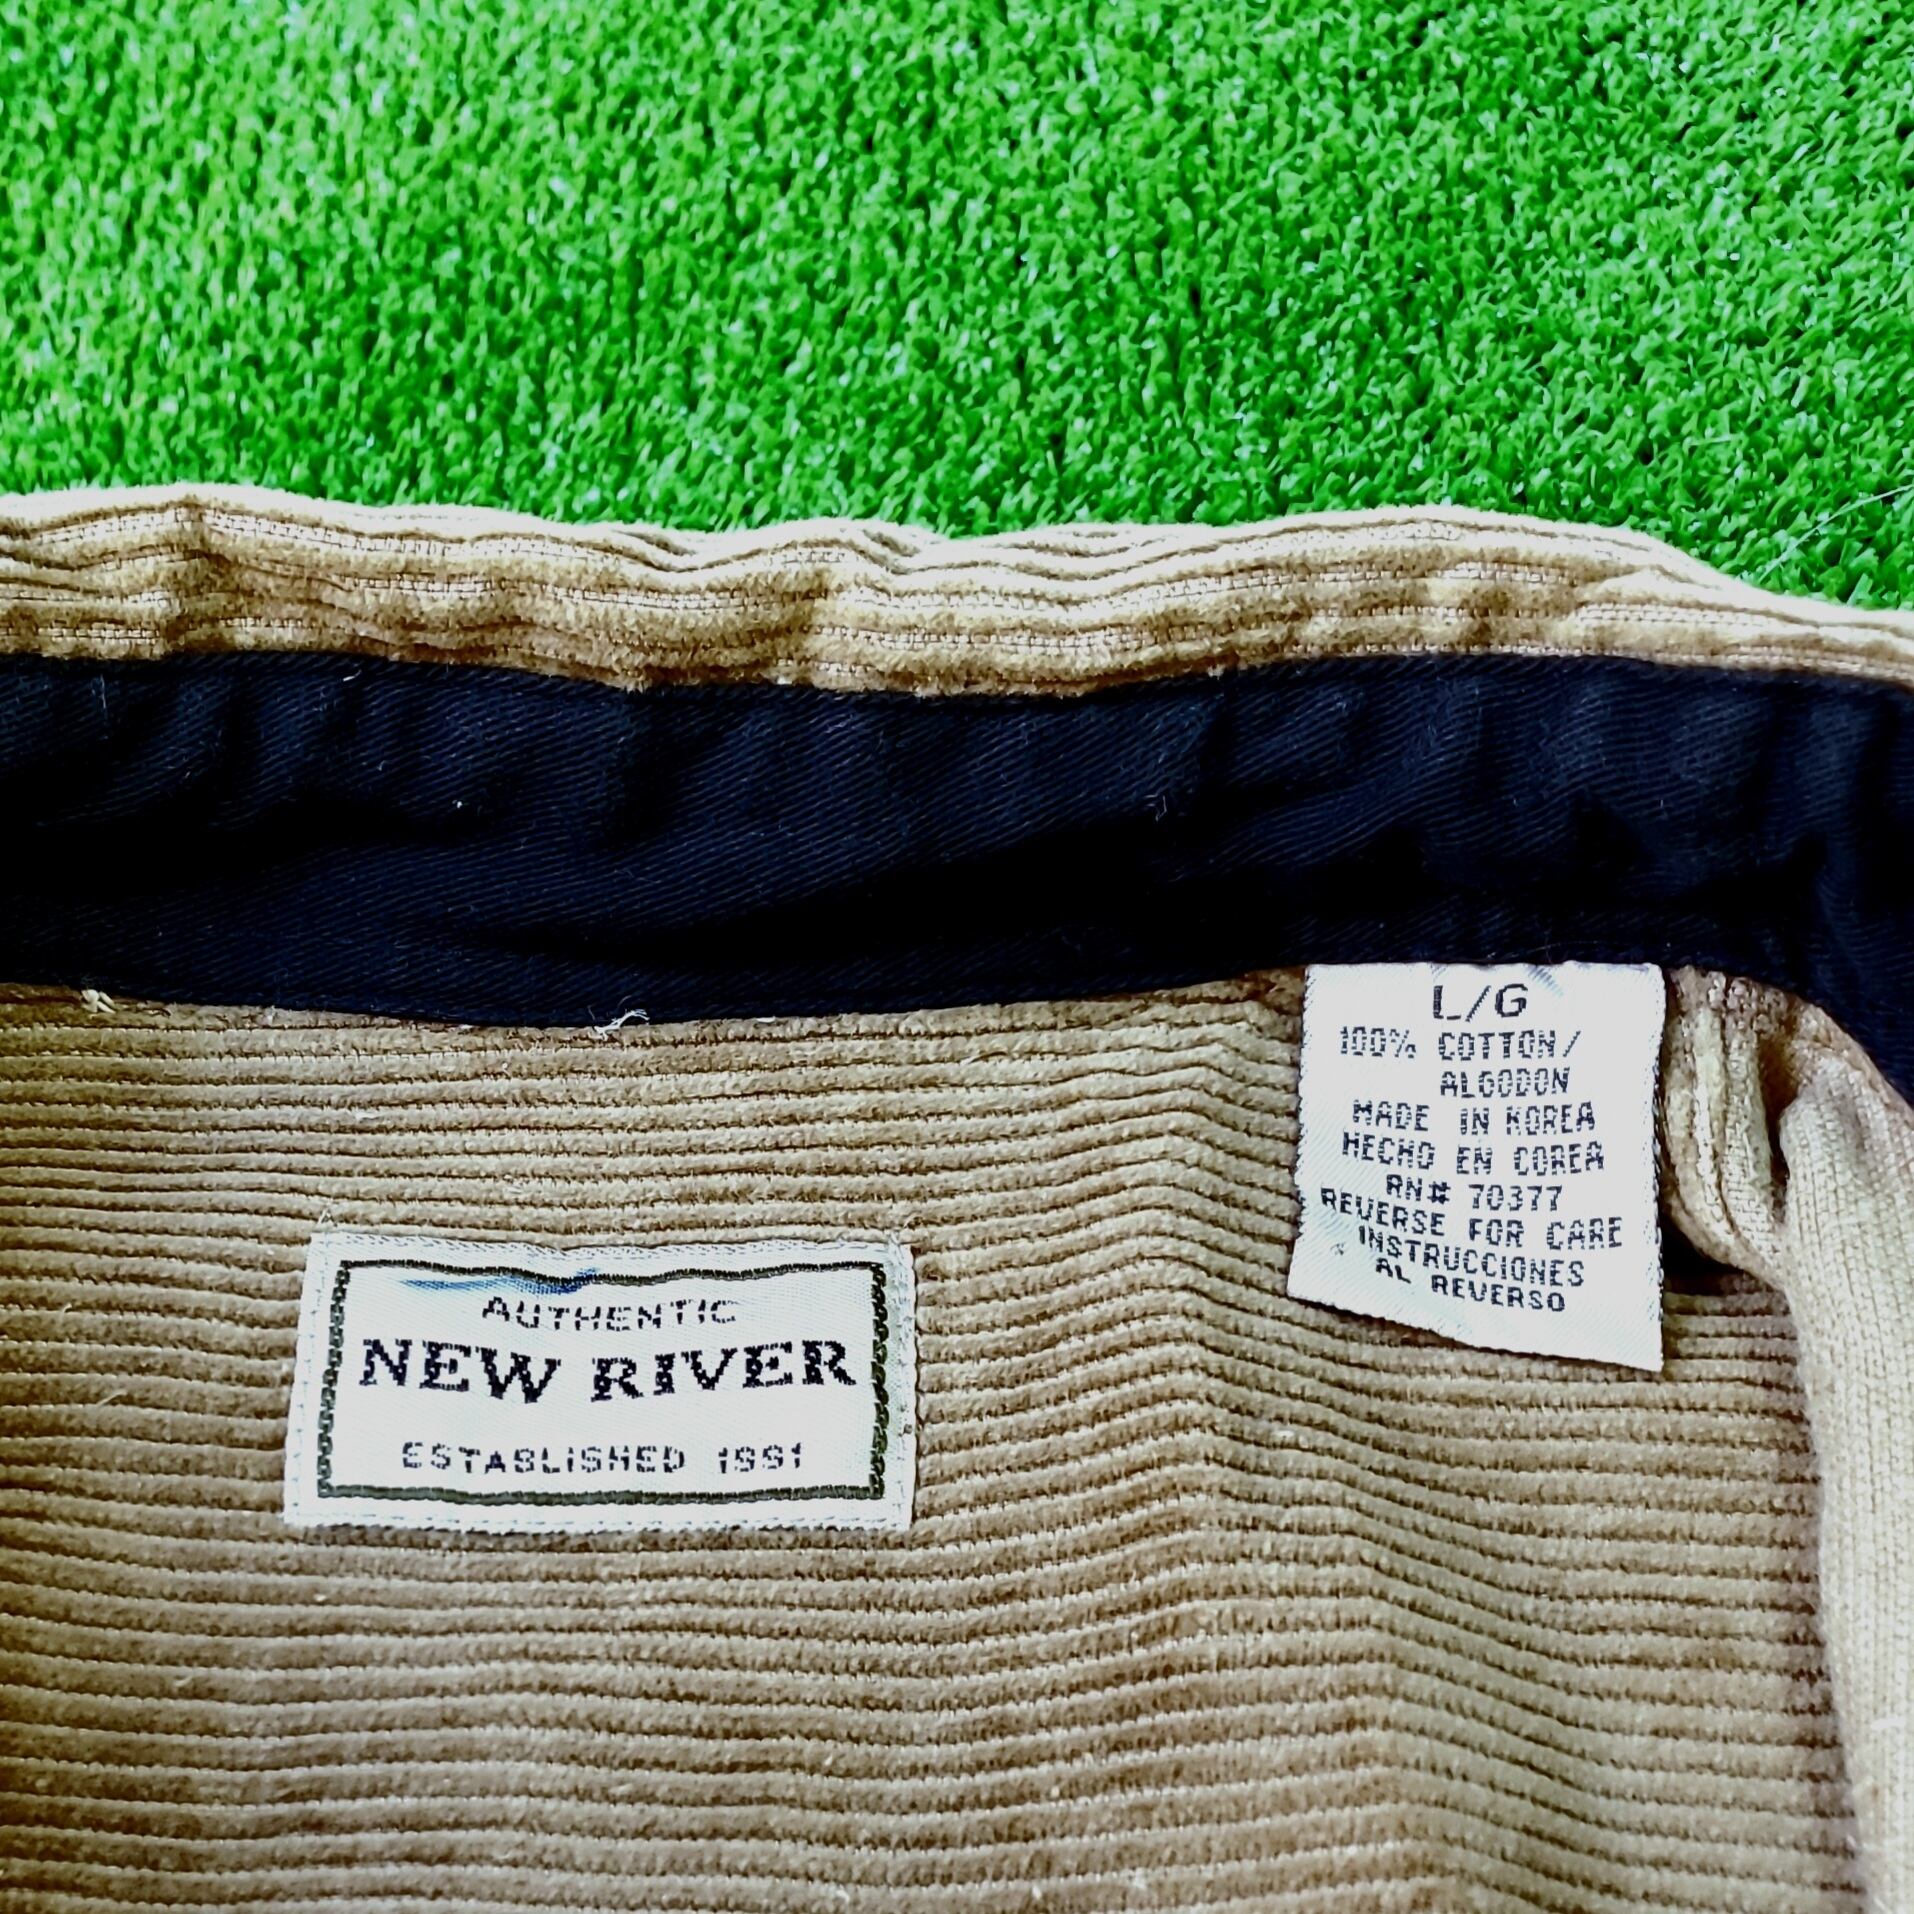 AUTHENTIC
NEW RIVER
ESTABLISHED 1991
L/G
100% COTTON/
ALGODON
MADE IN KOREA
HECHO EN COREA
RN# 70377
REVERSE FOR CARE
INSTRUCCIONES
AL REVERSO